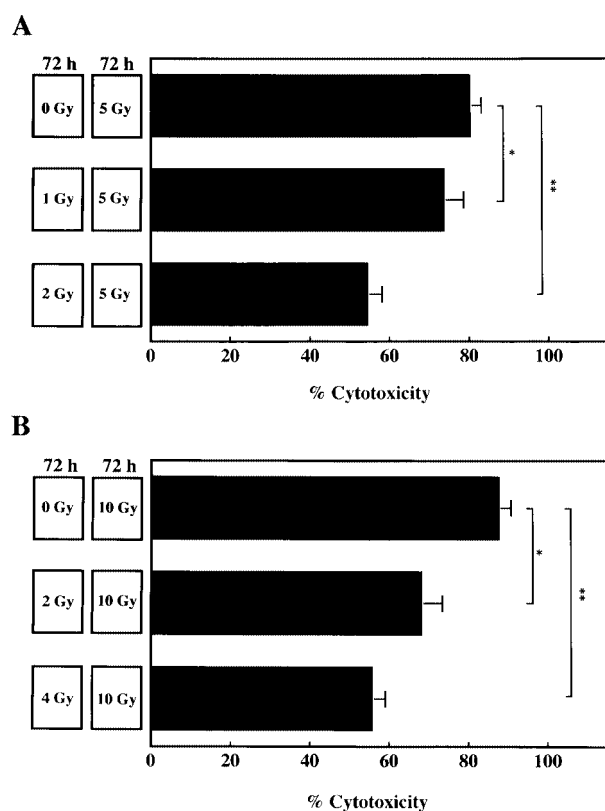 A
72 h 72 h
0 Gy 5 Gy
*
**
1 Gy 5 Gy
2 Gy 5 Gy
0 20 40 60 80 100
% Cytotoxicity
B
72 h 72 h
0 Gy 10 Gy
*
**
2 Gy 10 Gy
4 Gy 10 Gy
0 20 40 60 80 100
% Cytotoxicity